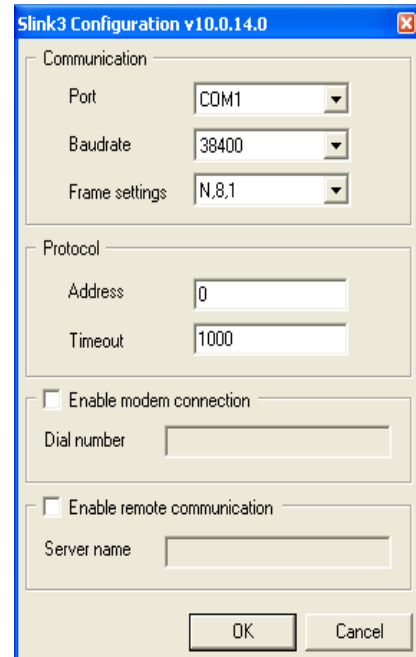 Slink3 Configuration v10.0.14.0
Communication
Port COM1
Baudrate 38400
Frame settings N,8,1
Protocol
Address 0
Timeout 1000
Enable modem connection
Dial number
Enable remote communication
Server name
OK Cancel